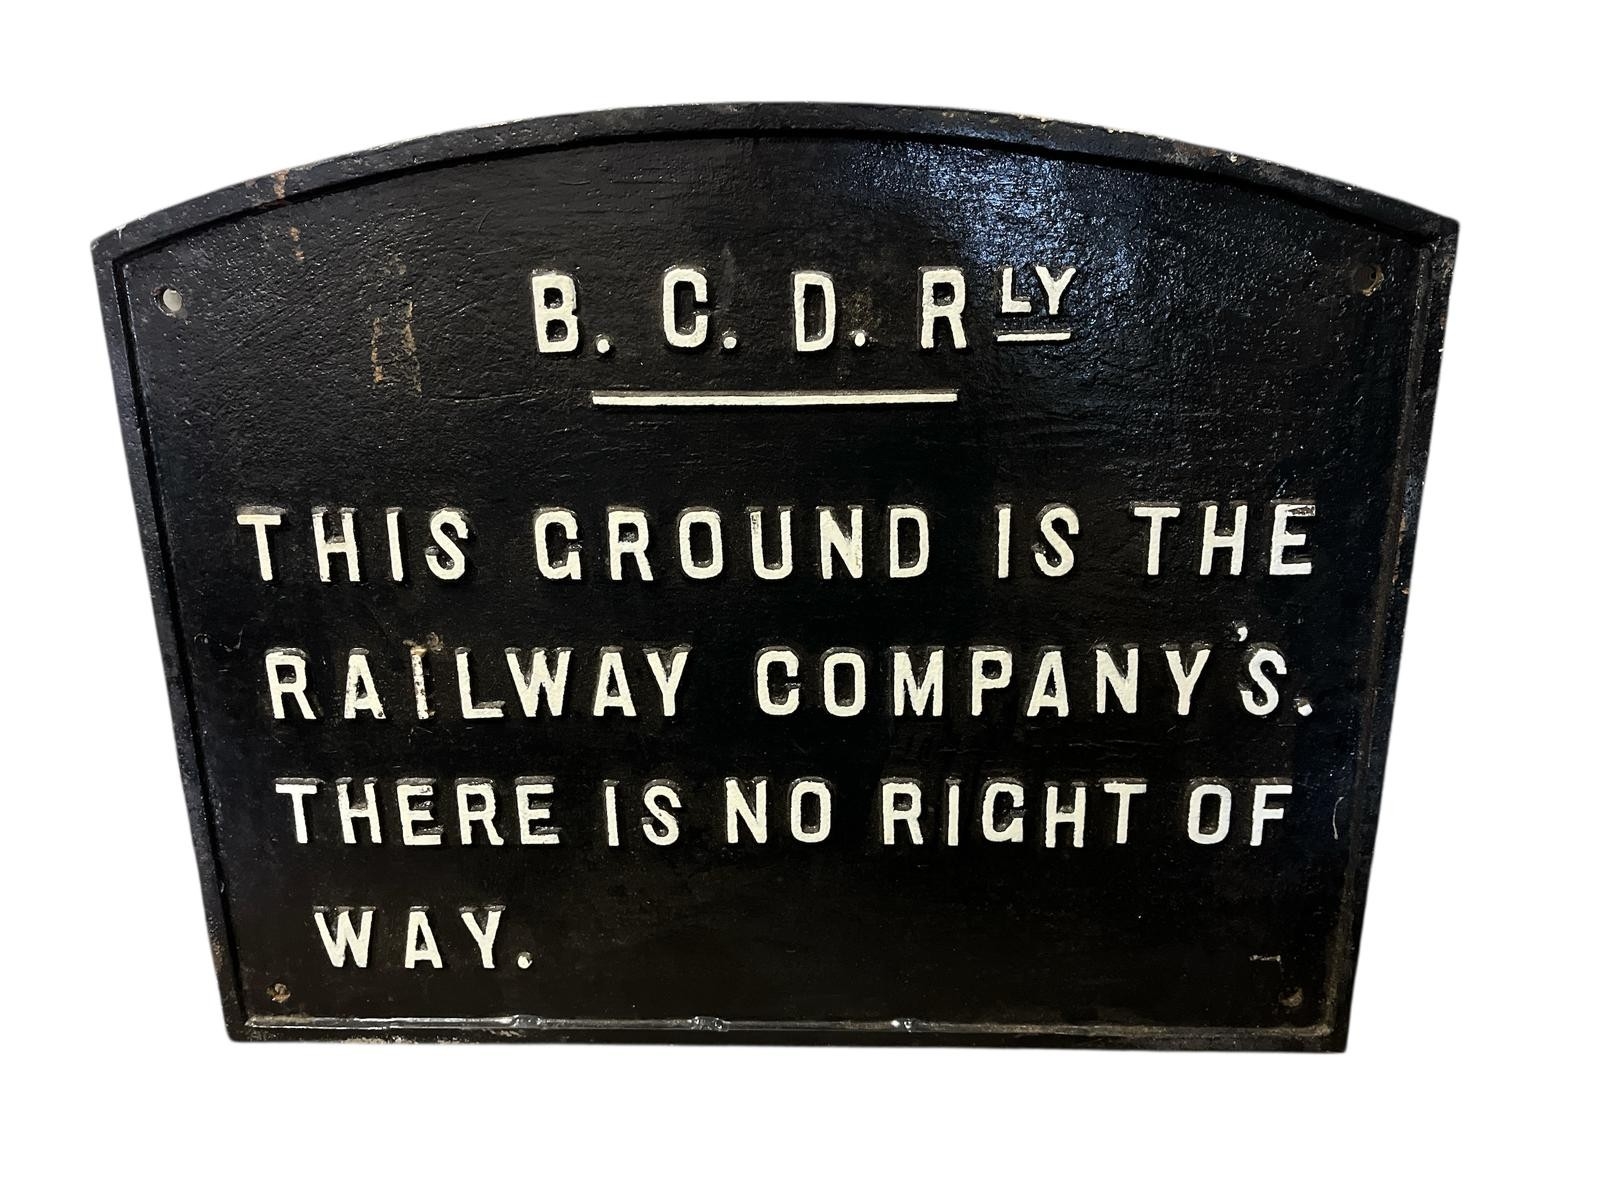 B. C. D. RLY
THIS GROUND IS THE
RAILWAY COMPANY'S.
THERE IS NO RIGHT OF
WAY.